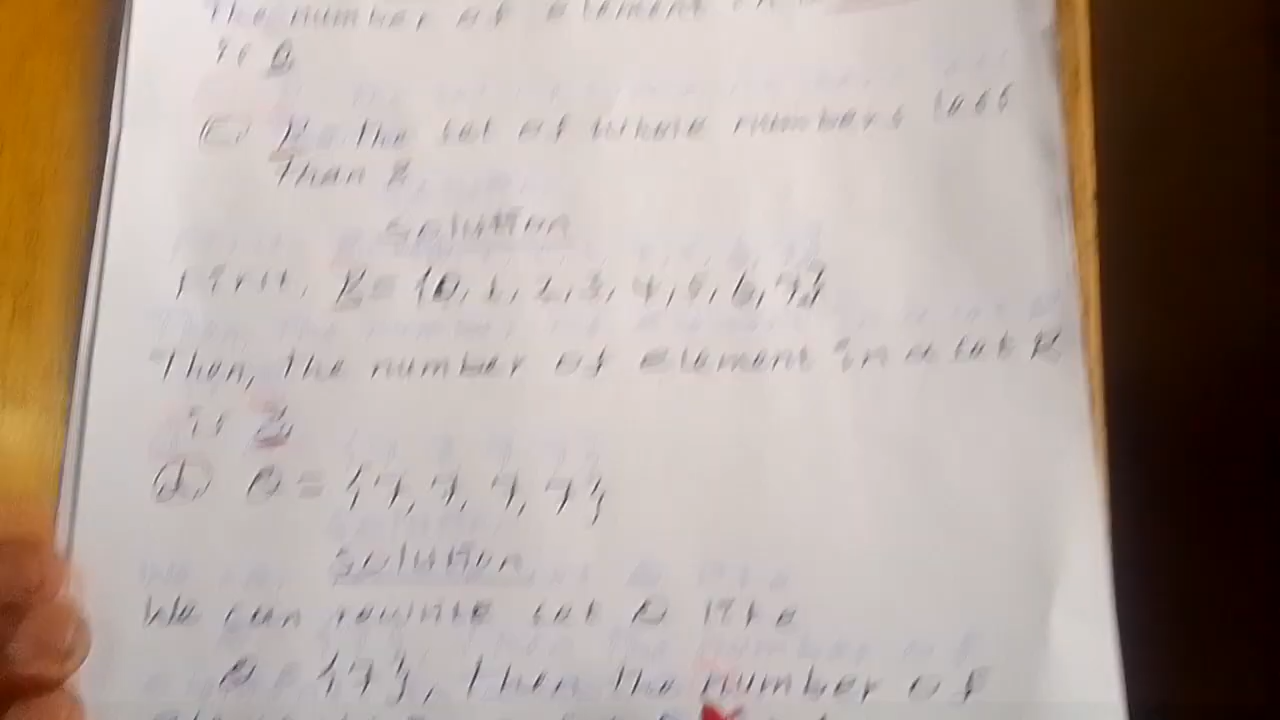 The number of element in
is
(C) K = The set of whole numbers less
than 8
Solution
First, K = {0, 1, 2, 3, 4, 5, 6, 7}
Then, the number of element in a set K
is 8
(d)  = {7, 7, 7, 7}
Solution
We can rewrite set  like
 = {7}, then the number of